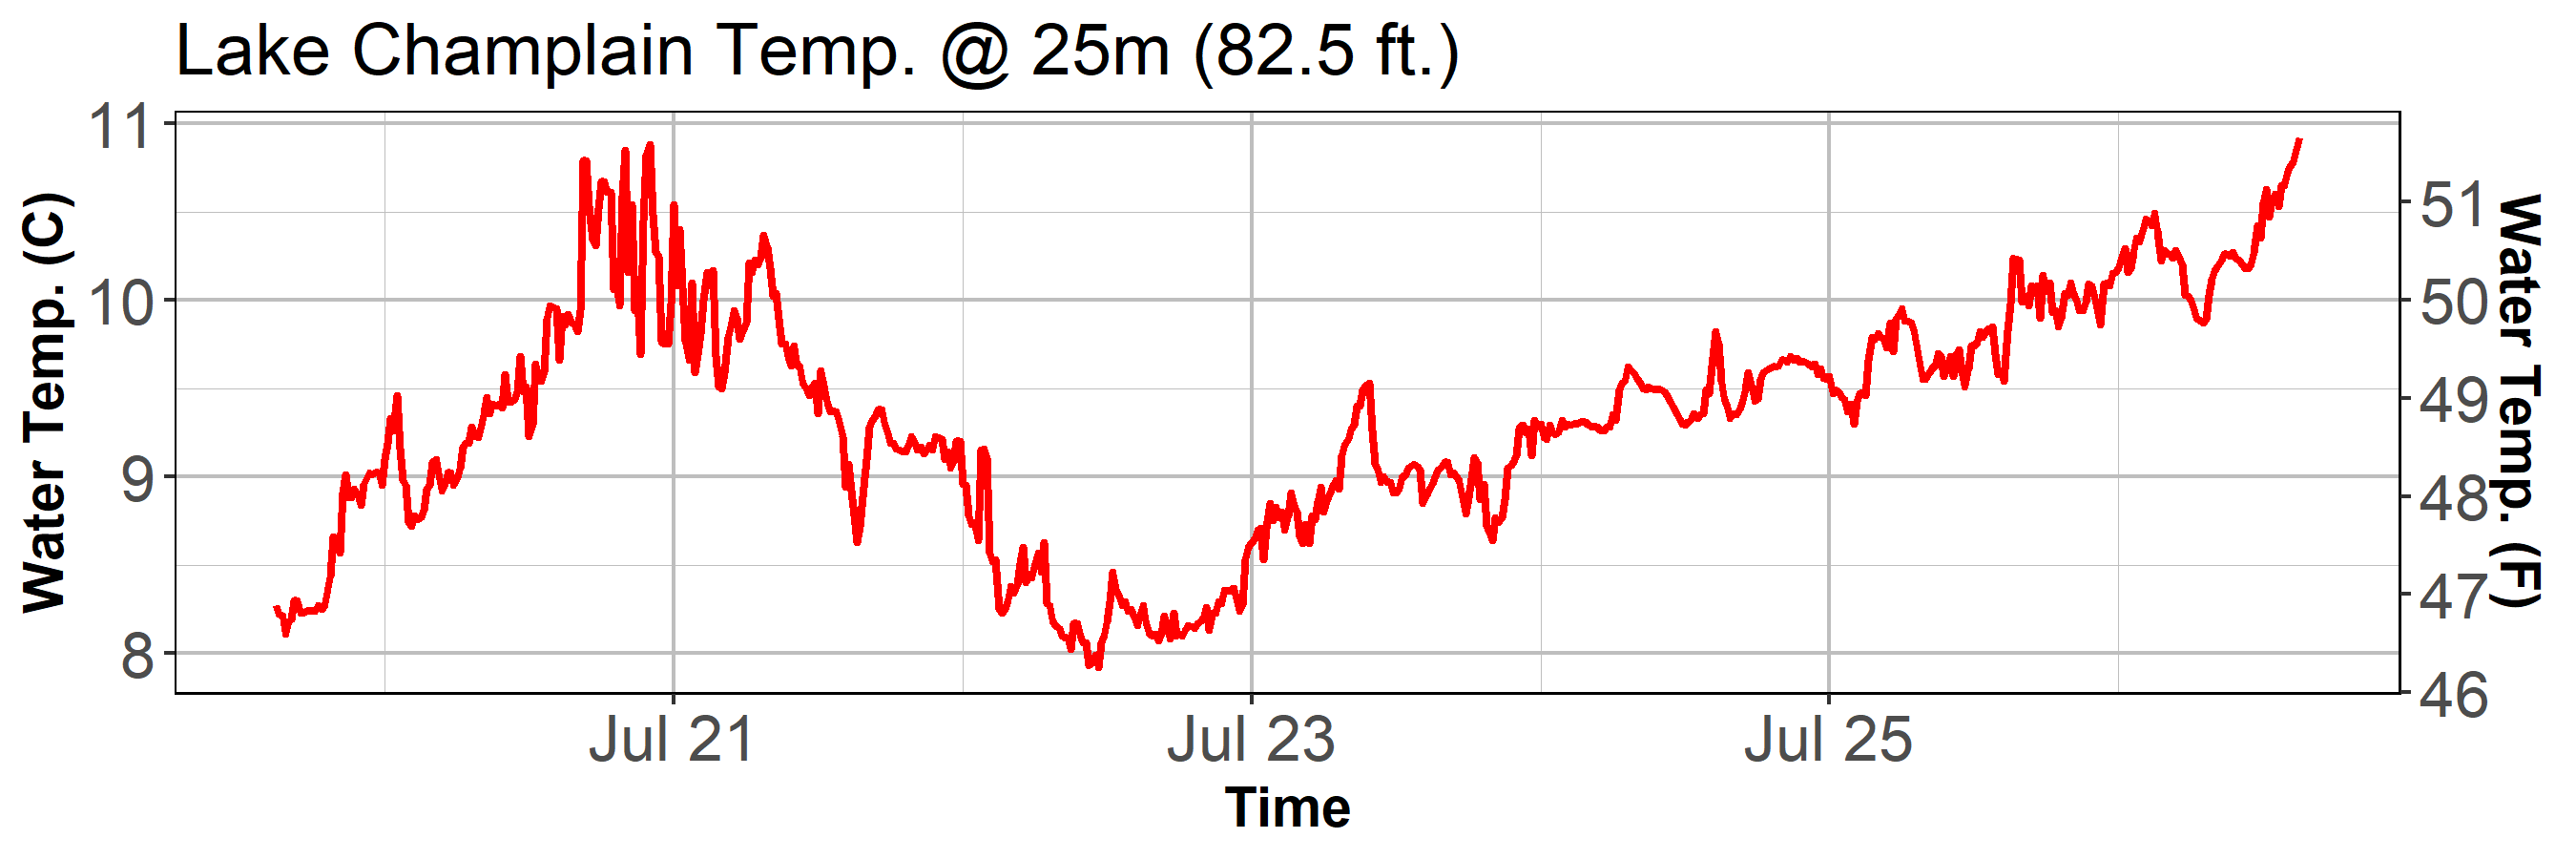 Lake Champlain Temp. @ 25m (82.5 ft.)
Water Temp. (C)
11
10
9
8
51
50
49
48
47
46
Water Temp. (F)
Jul 21 Jul 23 Jul 25
Time